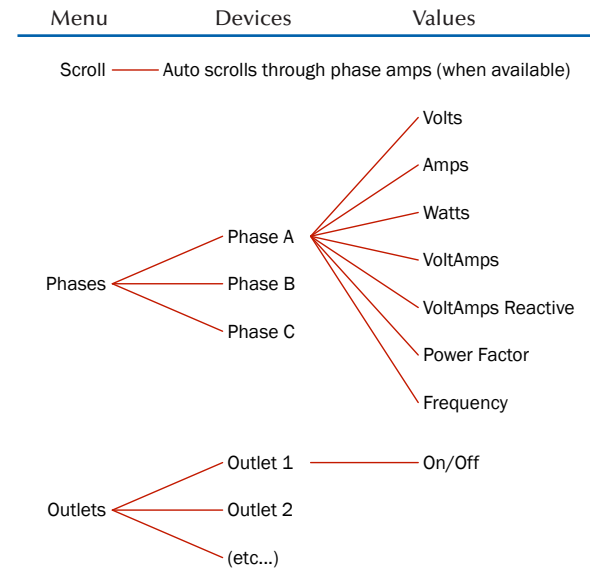 Menu Devices Values
Scroll Auto scrolls through phase amps (when available)
Volts
Amps
Watts
Phase A
VoltAmps
Phases Phase B
VoltAmps Reactive
Phase C
Power Factor
Frequency
Outlet 1 On/Off
Outlets Outlet 2
(etc...)